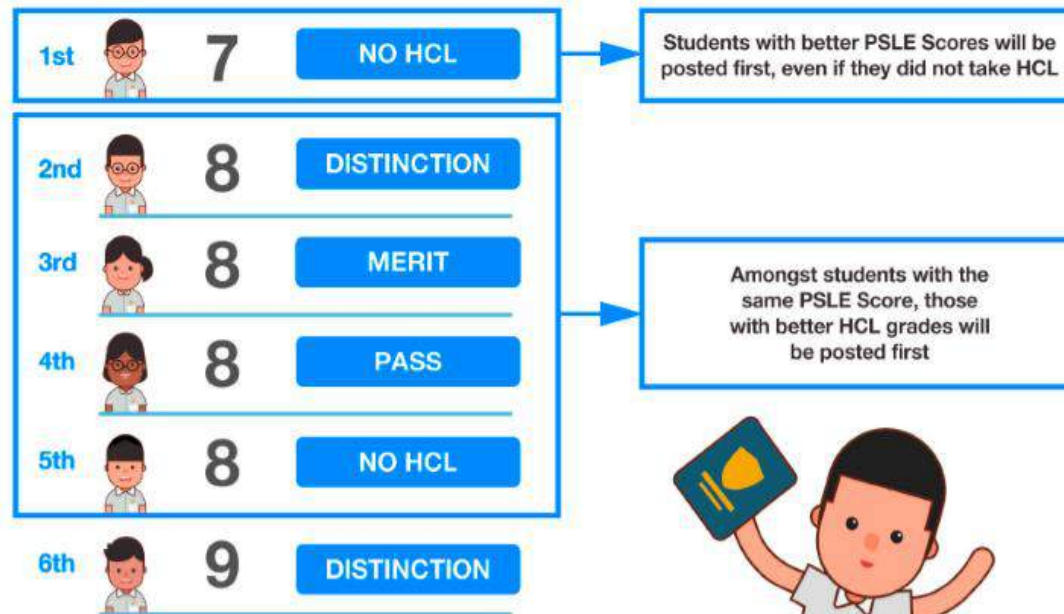 1st 7 NO HCL
Students with better PSLE Scores will be
posted first, even if they did not take HCL
2nd 8 DISTINCTION
3rd 8 MERIT
4th 8 PASS
5th 8 NO HCL
Amongst students with the
same PSLE Score, those
with better HCL grades will
be posted first
6th 9 DISTINCTION